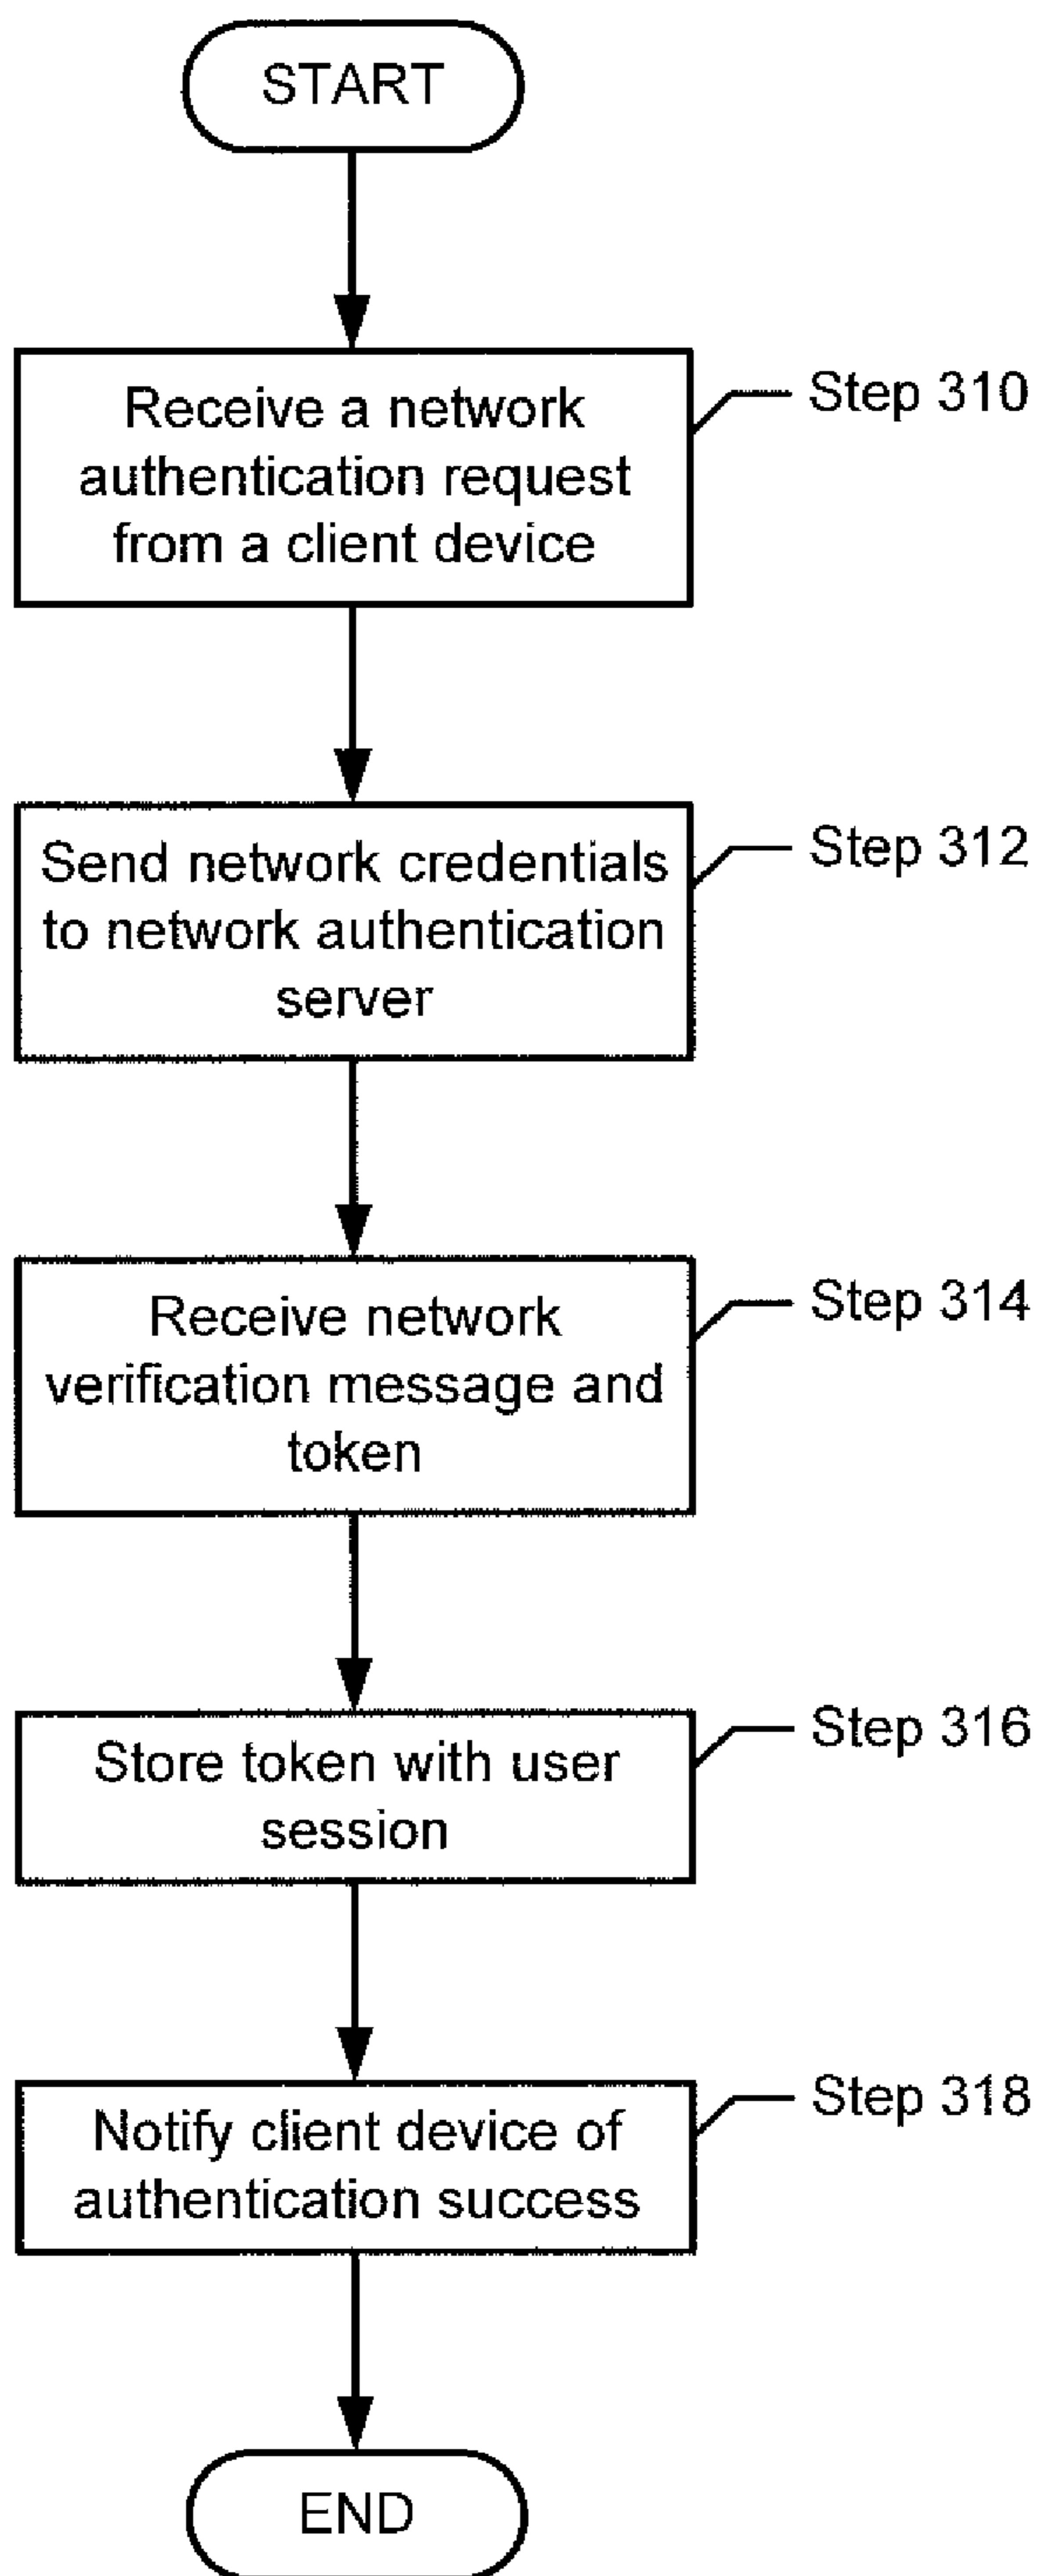 START
Receive a network
authentication request
from a client device
Step 310
Send network credentials
to network authentication
server
Step 312
Receive network
verification message and
token
Step 314
Store token with user
session
Step 316
Notify client device of
authentication success
Step 318
END